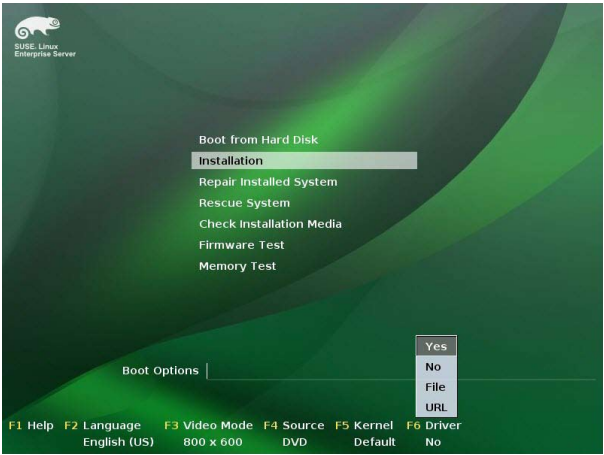 SUSE. Linux
Enterprise Server
Boot from Hard Disk
Installation
Repair Installed System
Rescue System
Check Installation Media
Firmware Test
Memory Test
Yes
No
File
URL
Boot Options
F1 Help F2 Language F3 Video Mode F4 Source F5 Kernel F6 Driver
English (US) 800 x 600 DVD Default No